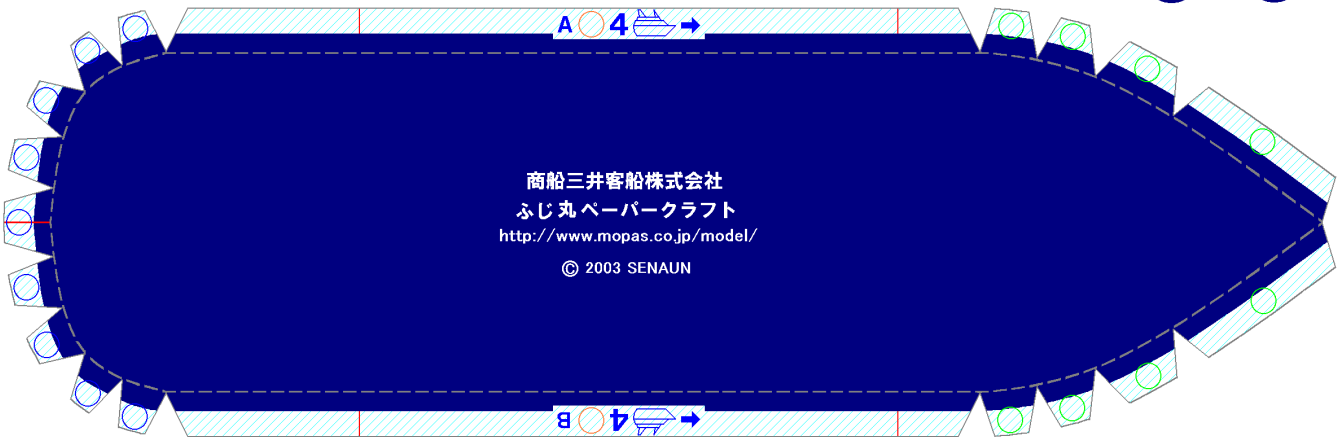 A 4
商船三井客船株式会社
ふじ丸 ペーパークラフト
http://www.mopas.co.jp/model/
© 2003 SENAUN
B 4